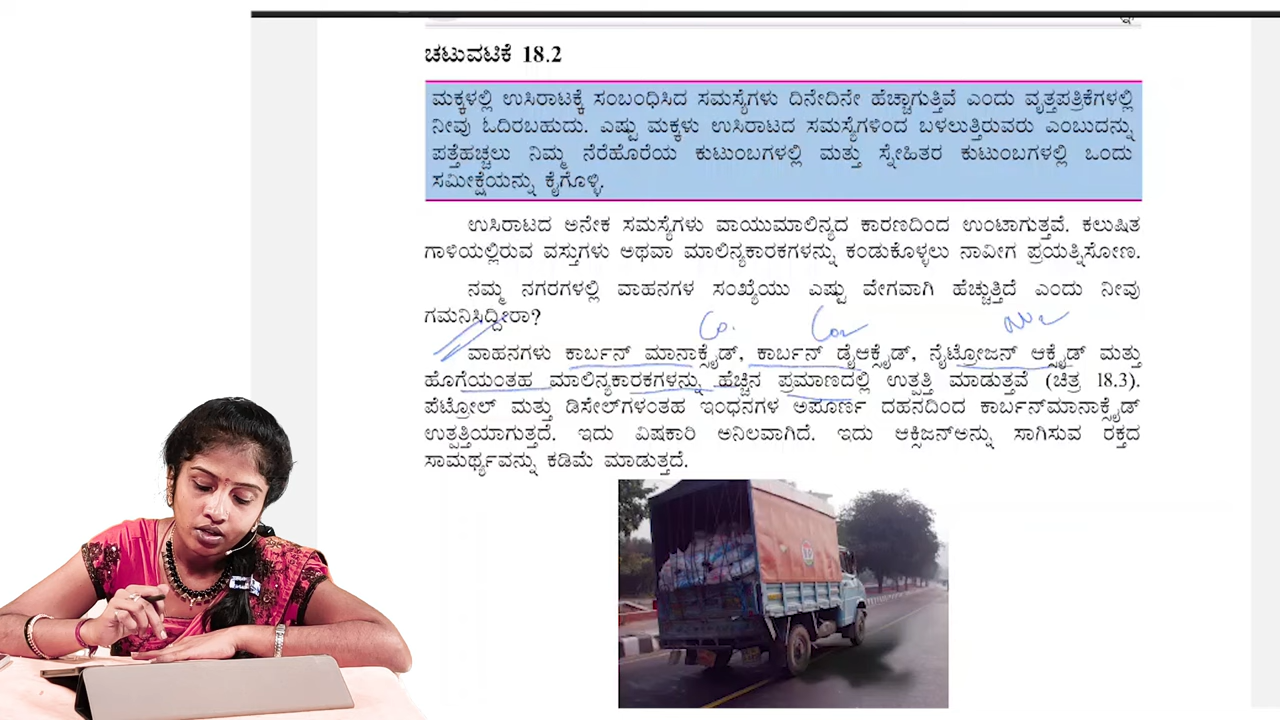 ಚಟುವಟಿಕೆ 18.2
ಮಕ್ಕಳಲ್ಲಿ ಉಸಿರಾಟಕ್ಕೆ ಸಂಬಂಧಿಸಿದ ಸಮಸ್ಯೆಗಳು ದಿನೇದಿನೇ ಹೆಚ್ಚಾಗುತ್ತಿವೆ ಎಂದು ವೃತ್ತಪತ್ರಿಕೆಗಳಲ್ಲಿ
ನೀವು ಓದಿರಬಹುದು. ಎಷ್ಟು ಮಕ್ಕಳು ಉಸಿರಾಟದ ಸಮಸ್ಯೆಗಳಿಂದ ಬಳಲುತ್ತಿರುವರು ಎಂಬುದನ್ನು
ಪತ್ತೆಹಚ್ಚಲು ನಿಮ್ಮ ನೆರೆಹೊರೆಯ ಕುಟುಂಬಗಳಲ್ಲಿ ಮತ್ತು ಸ್ನೇಹಿತರ ಕುಟುಂಬಗಳಲ್ಲಿ ಒಂದು
ಸಮೀಕ್ಷೆಯನ್ನು ಕೈಗೊಳ್ಳಿ.
ಉಸಿರಾಟದ ಅನೇಕ ಸಮಸ್ಯೆಗಳು ವಾಯುಮಾಲಿನ್ಯದ ಕಾರಣದಿಂದ ಉಂಟಾಗುತ್ತವೆ. ಕಲುಷಿತ
ಗಾಳಿಯಲ್ಲಿರುವ ವಸ್ತುಗಳು ಅಥವಾ ಮಾಲಿನ್ಯಕಾರಕಗಳನ್ನು ಕಂಡುಕೊಳ್ಳಲು ನಾವೀಗ ಪ್ರಯತ್ನಿಸೋಣ.
ನಮ್ಮ ನಗರಗಳಲ್ಲಿ ವಾಹನಗಳ ಸಂಖ್ಯೆಯು ಎಷ್ಟು ವೇಗವಾಗಿ ಹೆಚ್ಚುತ್ತಿದೆ ಎಂದು ನೀವು
ಗಮನಿಸಿದ್ದೀರಾ?
Co. Co2 No2
ವಾಹನಗಳು ಕಾರ್ಬನ್ ಮಾನಾಕ್ಸೈಡ್, ಕಾರ್ಬನ್ ಡೈಆಕ್ಸೈಡ್, ನೈಟ್ರೋಜನ್ ಆಕ್ಸೈಡ್ ಮತ್ತು
ಹೊಗೆಯಂತಹ ಮಾಲಿನ್ಯಕಾರಕಗಳನ್ನು ಹೆಚ್ಚಿನ ಪ್ರಮಾಣದಲ್ಲಿ ಉತ್ಪತ್ತಿ ಮಾಡುತ್ತವೆ (ಚಿತ್ರ 18.3).
ಪೆಟ್ರೋಲ್ ಮತ್ತು ಡಿಸೇಲ್‌ಗಳಂತಹ ಇಂಧನಗಳ ಅಪೂರ್ಣ ದಹನದಿಂದ ಕಾರ್ಬನ್‌ಮಾನಾಕ್ಸೈಡ್
ಉತ್ಪತ್ತಿಯಾಗುತ್ತದೆ. ಇದು ವಿಷಕಾರಿ ಅನಿಲವಾಗಿದೆ. ಇದು ಆಕ್ಸಿಜನ್‌ಅನ್ನು ಸಾಗಿಸುವ ರಕ್ತದ
ಸಾಮರ್ಥ್ಯವನ್ನು ಕಡಿಮೆ ಮಾಡುತ್ತದೆ.